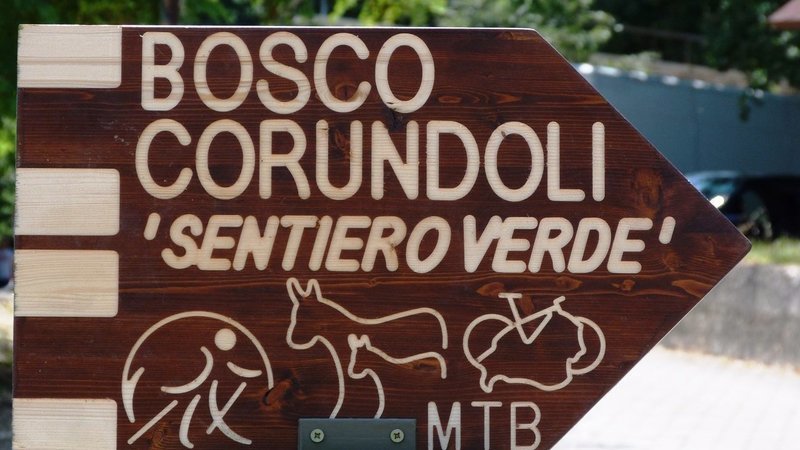 BOSCO
CORUNDOLI
'SENTIERO VERDE'
MTB